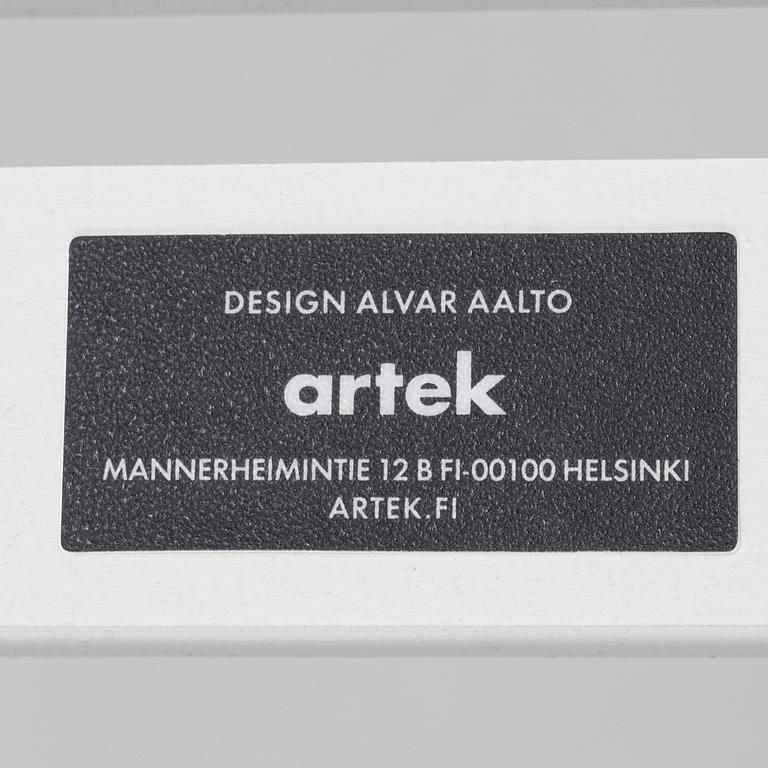 DESIGN ALVAR AALTO
artek
MANNERHEIMINTIE 12 B FI-00100 HELSINKI
ARTEK.FI